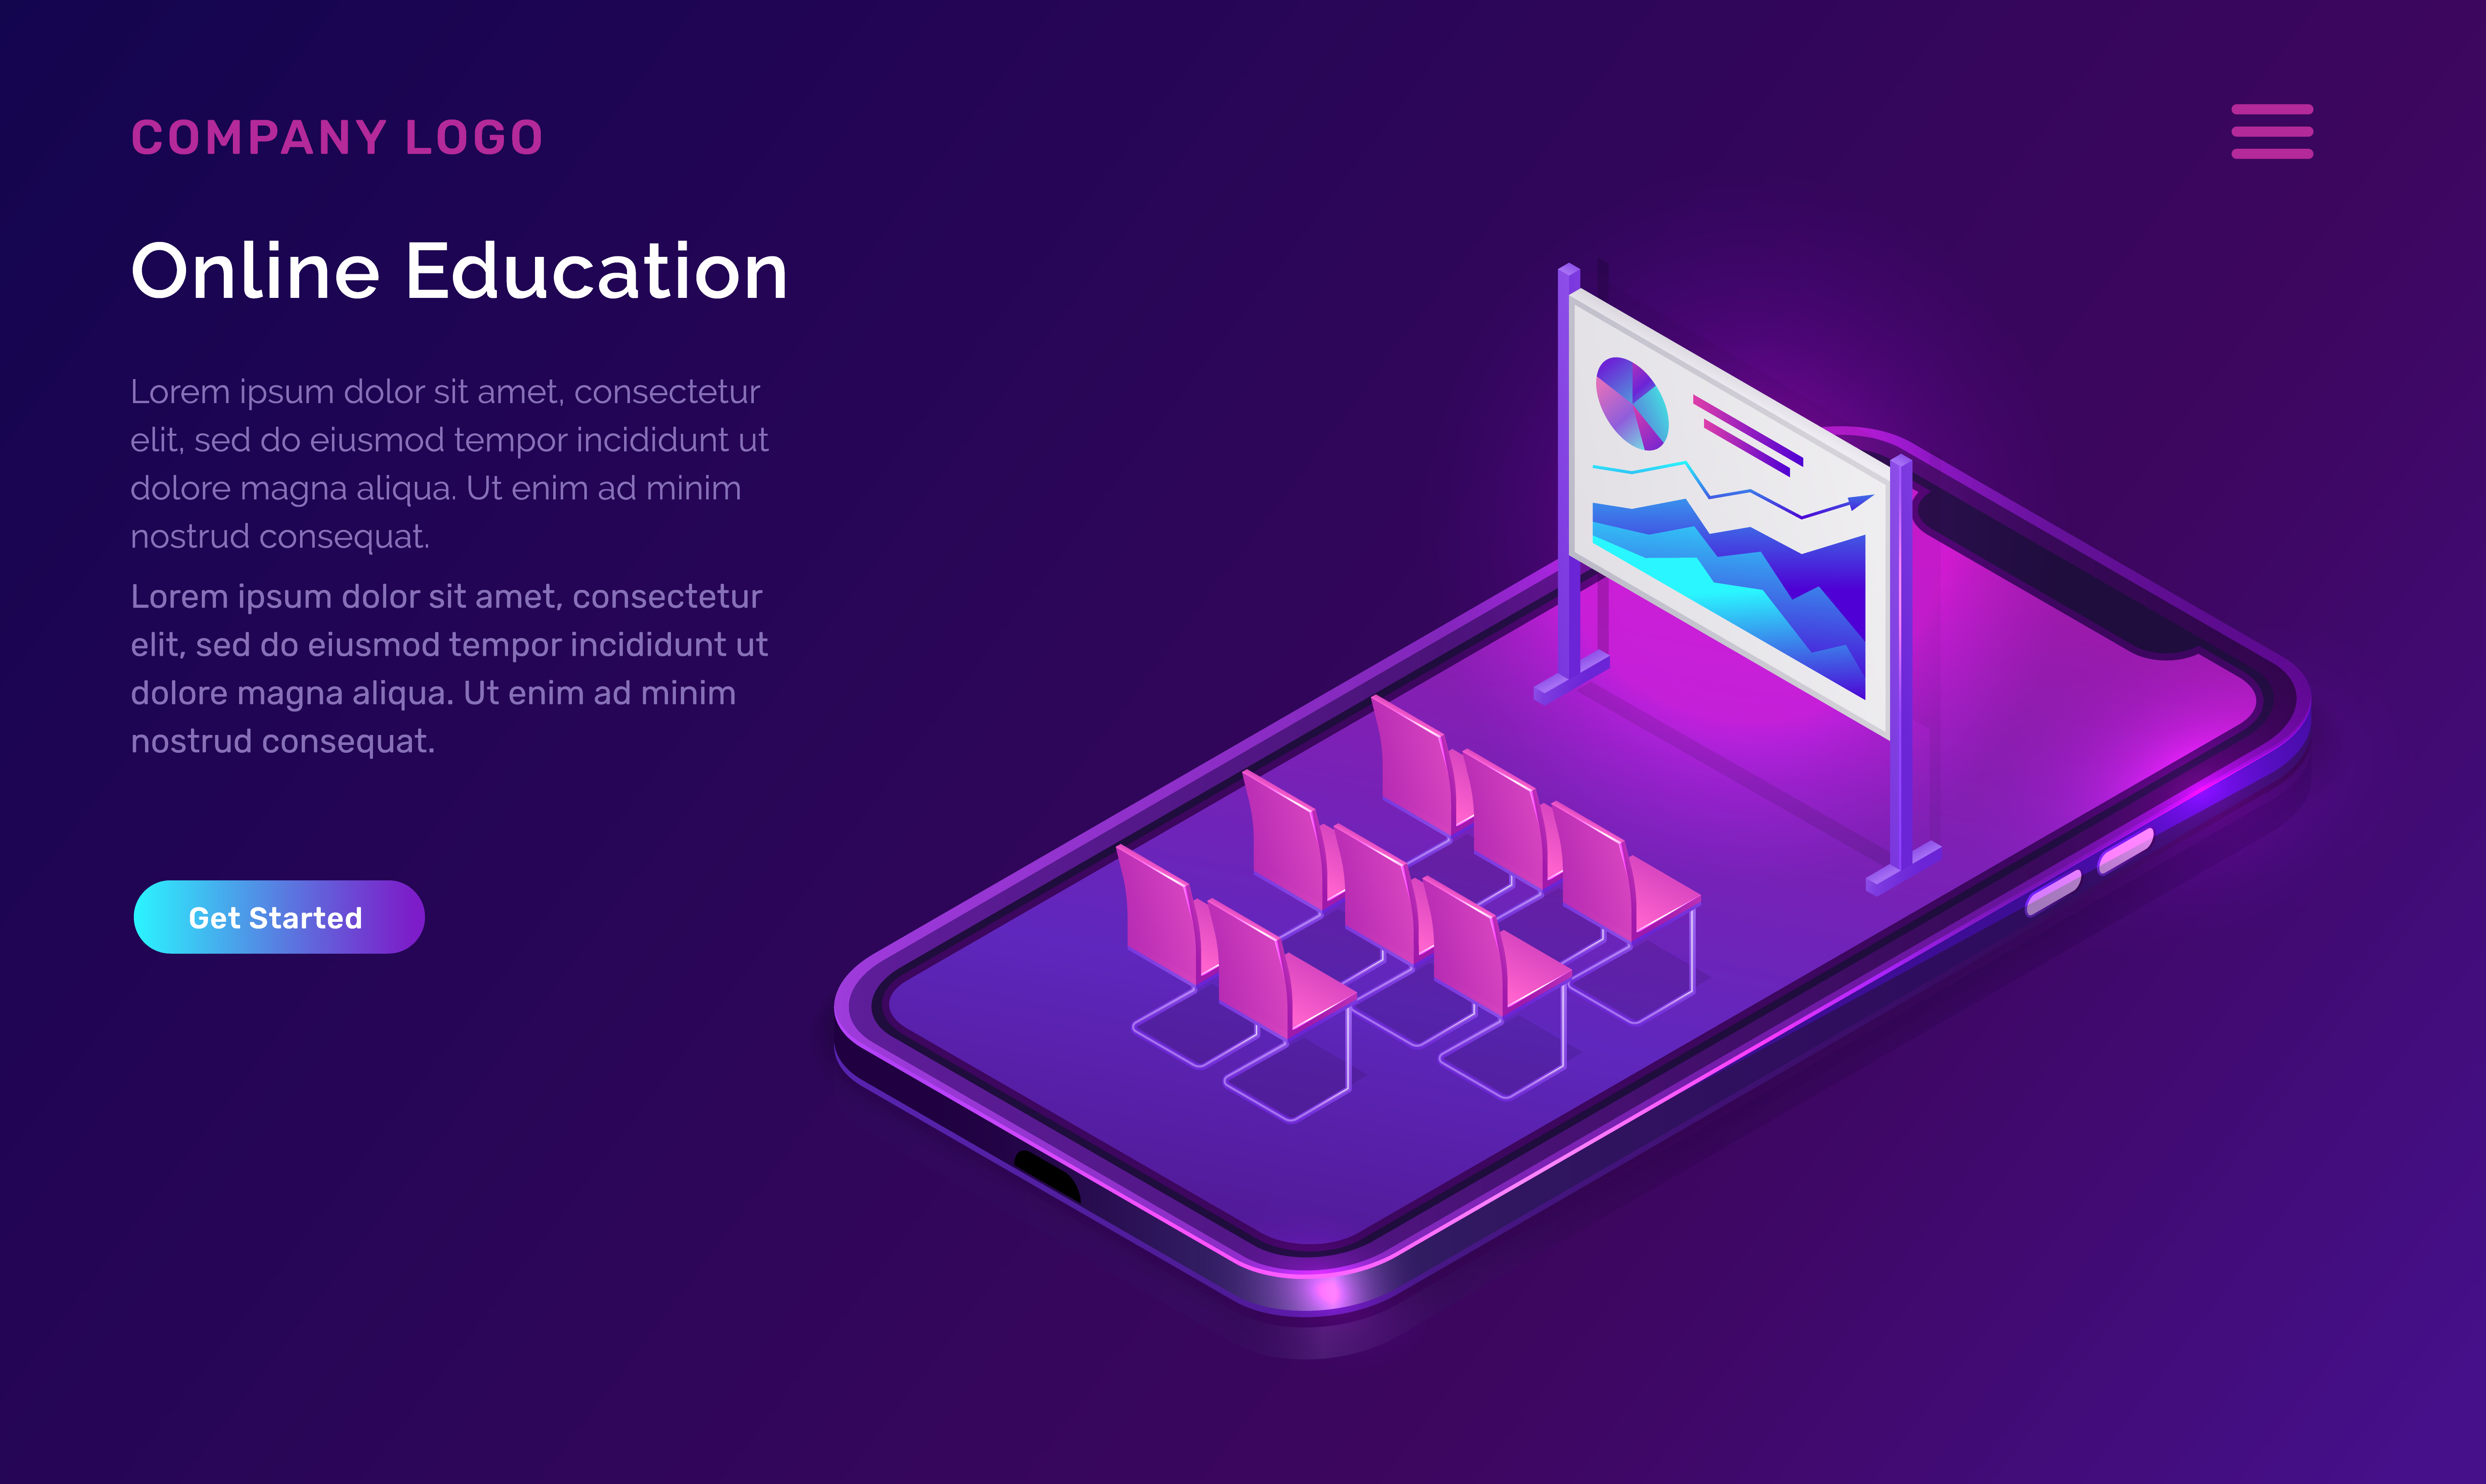 COMPANY LOGO
Online Education
Lorem ipsum dolor sit amet, consectetur
elit, sed do eiusmod tempor incididunt ut
dolore magna aliqua. Ut enim ad minim
nostrud consequat.
Lorem ipsum dolor sit amet, consectetur
elit, sed do eiusmod tempor incididunt ut
dolore magna aliqua. Ut enim ad minim
nostrud consequat.
Get Started